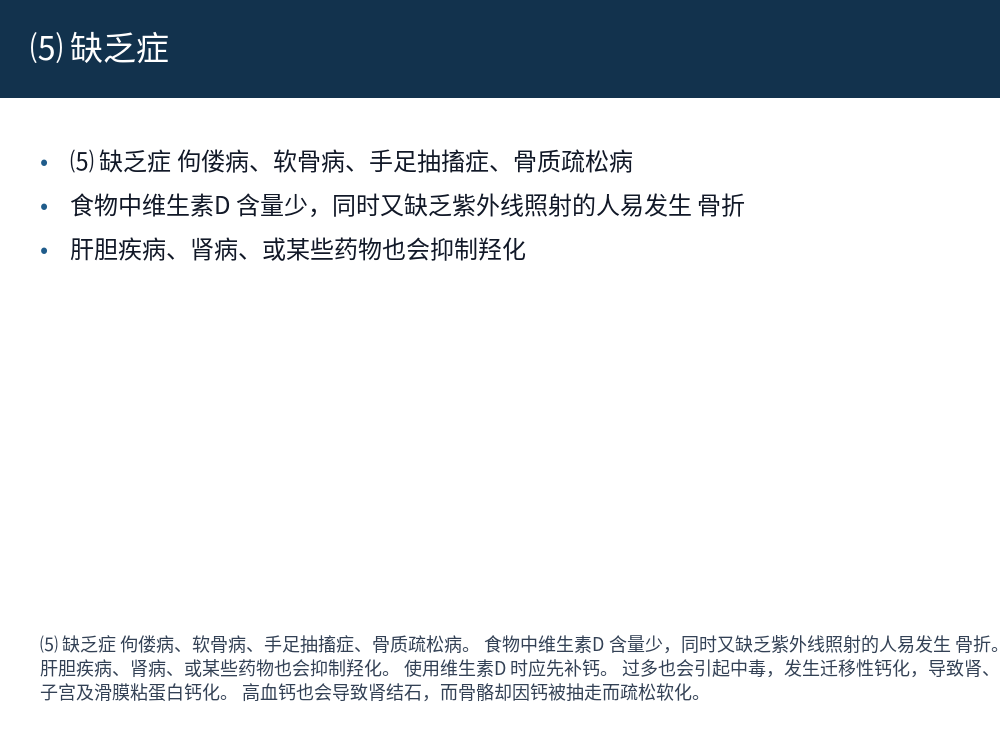 ⑸ 缺乏症
• ⑸ 缺乏症 佝偻病、软骨病、手足抽搐症、骨质疏松病
• 食物中维生素D 含量少，同时又缺乏紫外线照射的人易发生 骨折
• 肝胆疾病、肾病、或某些药物也会抑制羟化
⑸ 缺乏症 佝偻病、软骨病、手足抽搐症、骨质疏松病。 食物中维生素D 含量少，同时又缺乏紫外线照射的人易发生 骨折。
肝胆疾病、肾病、或某些药物也会抑制羟化。 使用维生素D 时应先补钙。 过多也会引起中毒，发生迁移性钙化，导致肾、
子宫及滑膜粘蛋白钙化。 高血钙也会导致肾结石，而骨骼却因钙被抽走而疏松软化。